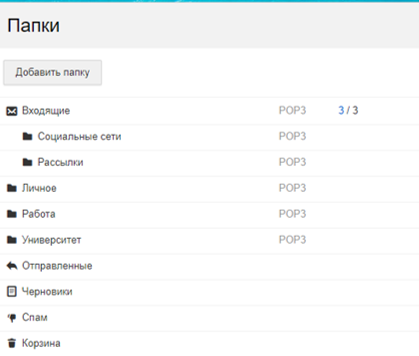 Папки
Добавить папку
Входящие POP3 3 / 3
Социальные сети POP3
Рассылки POP3
Личное POP3
Работа POP3
Университет POP3
Отправленные
Черновики
Спам
Корзина